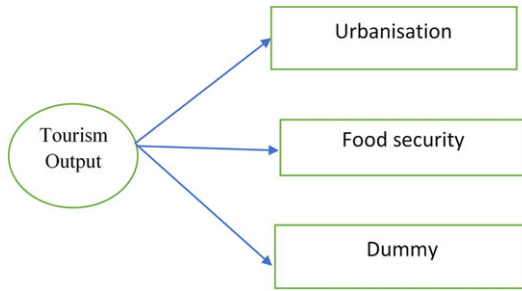 Urbanisation
Tourism
Output
Food security
Dummy